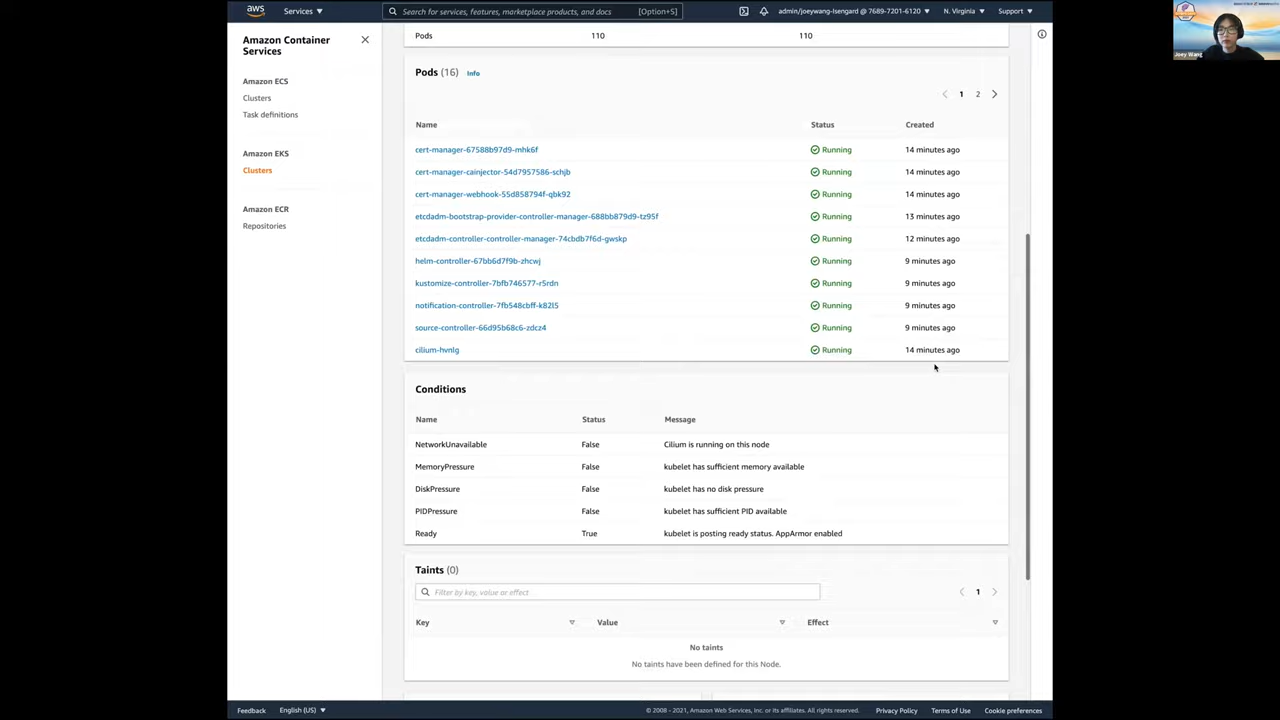 aws Services Search for services, features, marketplace products, and docs [Option+S] admin/joeywang-Isengard @ 7689-7201-6120 N. Virginia Support
Amazon Container Services
Amazon ECS
Clusters
Task definitions
Amazon EKS
Clusters
Amazon ECR
Repositories
Pods 110 110
Pods (16) Info
1 2
Name Status Created
cert-manager-67588b97d9-mhk6f Running 14 minutes ago
cert-manager-cainjector-54d7957586-schjb Running 14 minutes ago
cert-manager-webhook-55d858794f-qbk92 Running 14 minutes ago
etcdadm-bootstrap-provider-controller-manager-688bb879d9-tz95f Running 13 minutes ago
etcdadm-controller-controller-manager-74cbdb7f6d-gwskp Running 12 minutes ago
helm-controller-67bb6d7f9b-zhcwj Running 9 minutes ago
kustomize-controller-7bfb746577-r5rdn Running 9 minutes ago
notification-controller-7fb548cbff-k82l5 Running 9 minutes ago
source-controller-66d95b68c6-zdcz4 Running 9 minutes ago
cilium-hvnlg Running 14 minutes ago
Conditions
Name Status Message
NetworkUnavailable False Cilium is running on this node
MemoryPressure False kubelet has sufficient memory available
DiskPressure False kubelet has no disk pressure
PIDPressure False kubelet has sufficient PID available
Ready True kubelet is posting ready status. AppArmor enabled
Taints (0)
Filter by key, value or effect 1
Key Value Effect
No taints
No taints have been defined for this Node.
Feedback English (US) © 2008 - 2021, Amazon Web Services, Inc. or its affiliates. All rights reserved. Privacy Policy Terms of Use Cookie preferences
Joey Wang